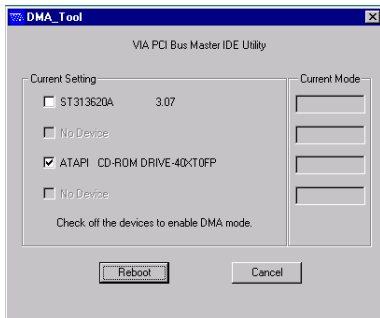 DMA_Tool
VIA PCI Bus Master IDE Utility
Current Setting
Current Mode
ST313620A 3.07
No Device
ATAPI CD-ROM DRIVE-40XT0FP
No Device
Check off the devices to enable DMA mode.
Reboot
Cancel